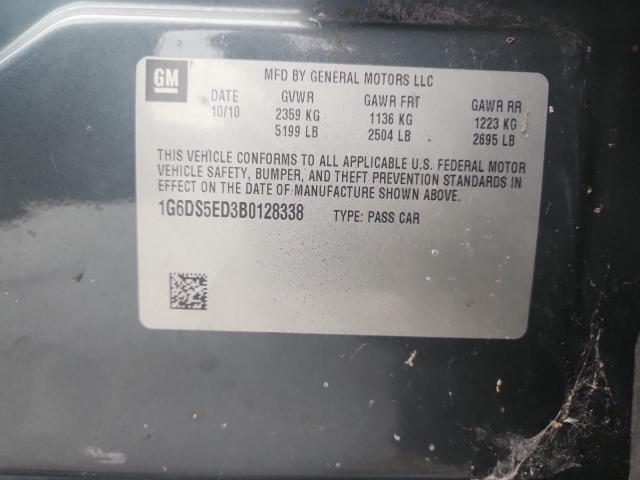 GM
MFD BY GENERAL MOTORS LLC
DATE GVWR GAWR FRT GAWR RR
10/10 2359 KG 1136 KG 1223 KG
5199 LB 2504 LB 2695 LB
THIS VEHICLE CONFORMS TO ALL APPLICABLE U.S. FEDERAL MOTOR
VEHICLE SAFETY, BUMPER, AND THEFT PREVENTION STANDARDS IN
EFFECT ON THE DATE OF MANUFACTURE SHOWN ABOVE.
1G6DS5ED3B0128338 TYPE: PASS CAR